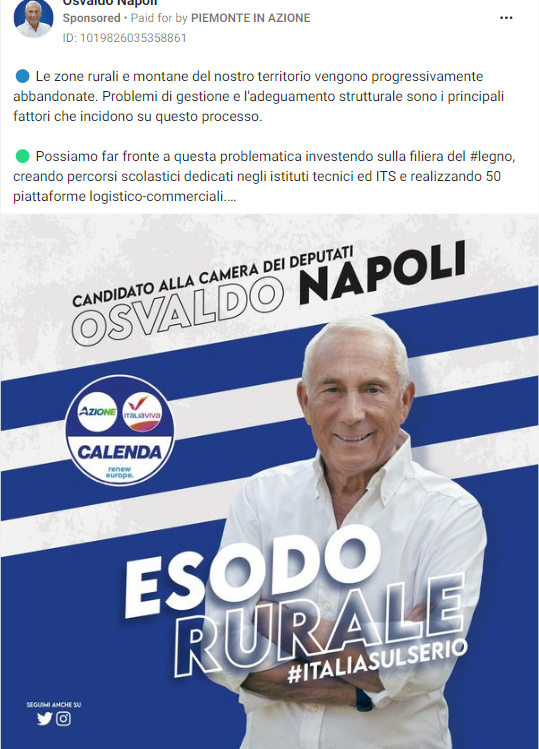 Osvaldo Napoli
Sponsored • Paid for by PIEMONTE IN AZIONE
ID: 1019826035358861
Le zone rurali e montane del nostro territorio vengono progressivamente
abbandonate. Problemi di gestione e l'adeguamento strutturale sono i principali
fattori che incidono su questo processo.
Possiamo far fronte a questa problematica investendo sulla filiera del #legno,
creando percorsi scolastici dedicati negli istituti tecnici ed ITS e realizzando 50
piattaforme logistico-commerciali....
CANDIDATO ALLA CAMERA DEI DEPUTATI
OSVALDO NAPOLI
AZIONE
ITALIAVIVA
CALENDA
renew
europe.
ESODO
RURALE
#ITALIASULSERIO
SEGUIMI ANCHE SU